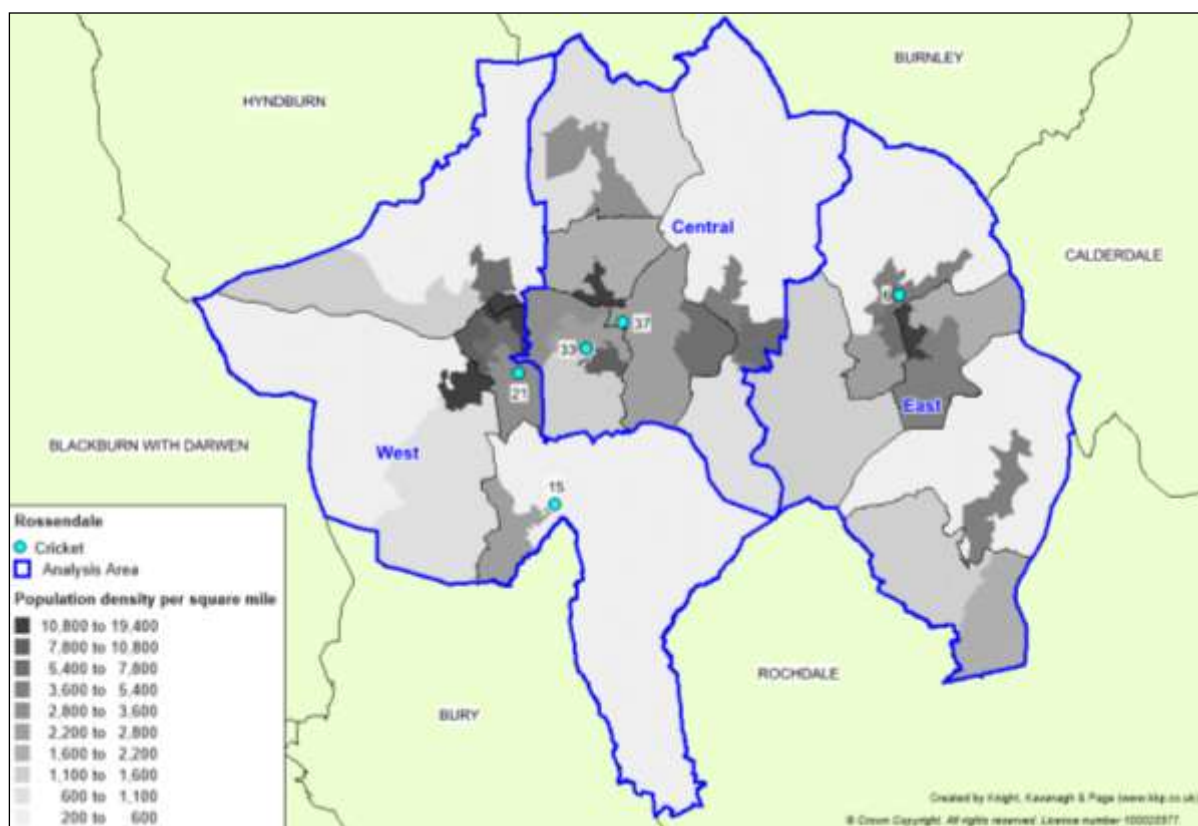 BURNLEY
HYNDBURN
Central
CALDERDALE
6
37
33
21
East
BLACKBURN WITH DARWEN
West
15
Rossendale
Cricket
Analysis Area
Population density per square mile
10,800 to 19,400
7,800 to 10,800
5,400 to 7,800
3,600 to 5,400
2,800 to 3,600
2,200 to 2,800
1,600 to 2,200
1,100 to 1,600
600 to 1,100
200 to 600
ROCHDALE
BURY
Created by Knight, Kavanagh & Page (www.kkp.co.uk)
© Crown Copyright. All rights reserved. Licence number 100020577.